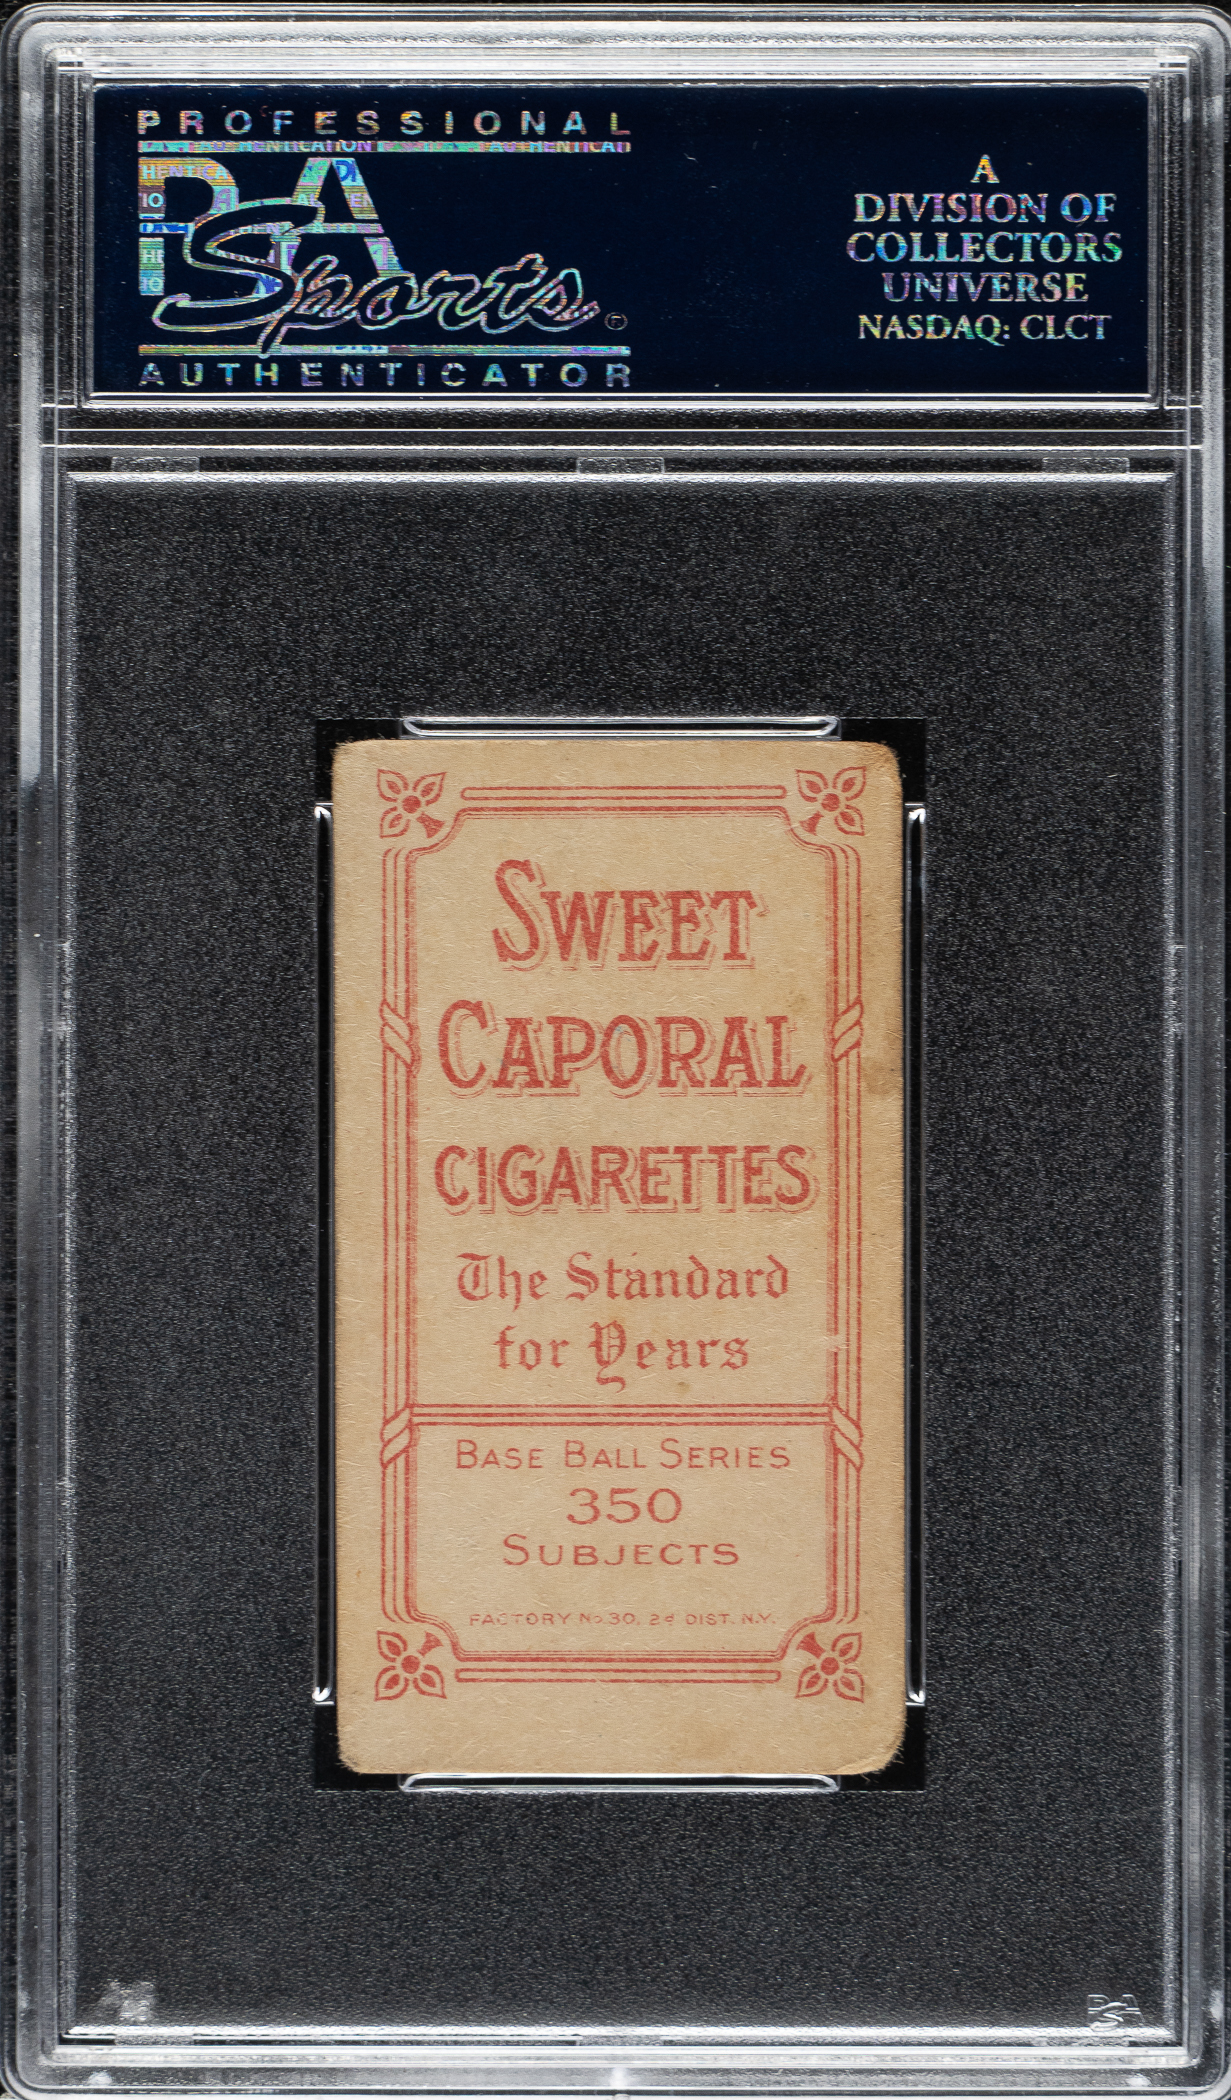 PROFESSIONAL
PSA
Sports®
AUTHENTICATOR
A
DIVISION OF
COLLECTORS
UNIVERSE
NASDAQ: CLCT
SWEET
CAPORAL
CIGARETTES
The Standard
for Years
BASE BALL SERIES
350
SUBJECTS
FACTORY No 30, 2d DIST. N.Y.
PSA